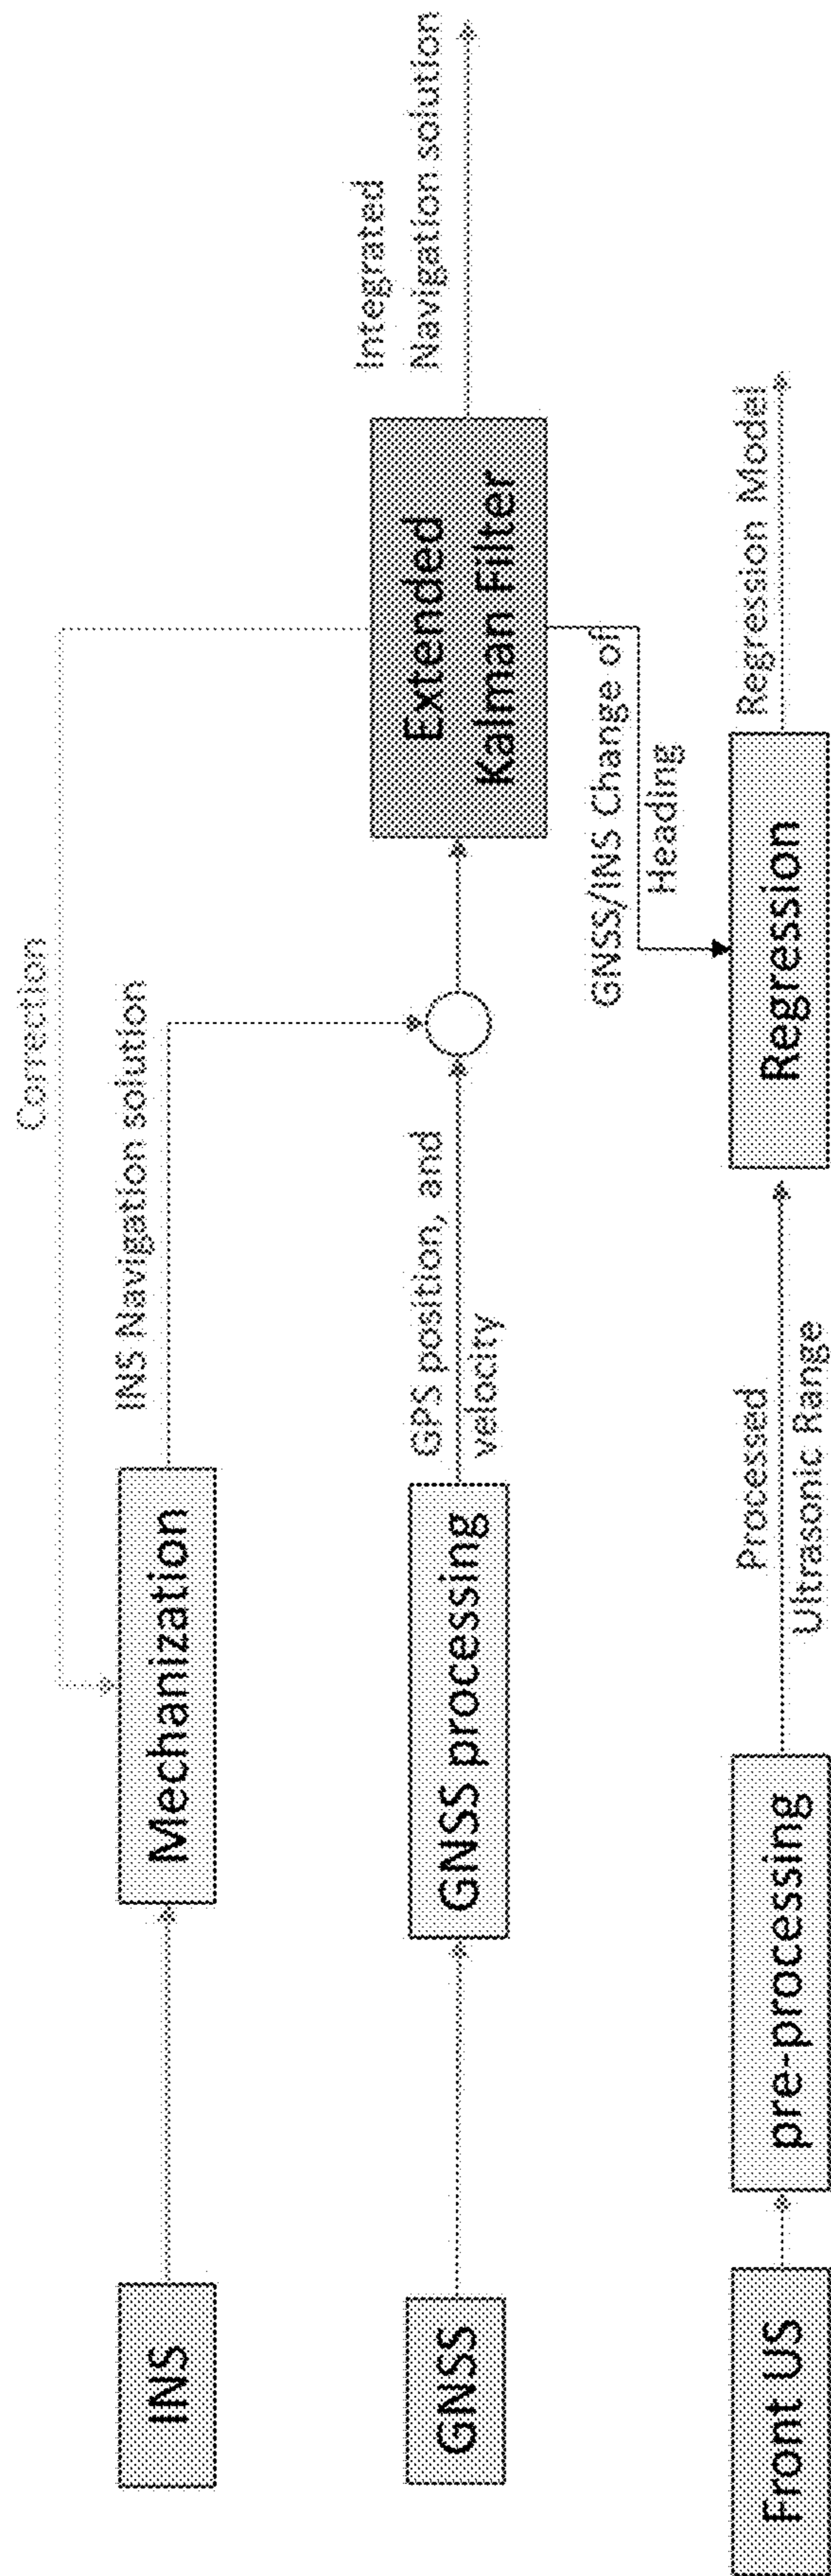 Correction
INS Navigation solution
INS
Mechanization
Integrated
Navigation solution
GNSS
GNSS processing
GPS position, and
velocity
Extended
Kalman Filter
GNSS/INS Change of
Heading
Front US
pre-processing
Processed
Ultrasonic Range
Regression
Regression Model